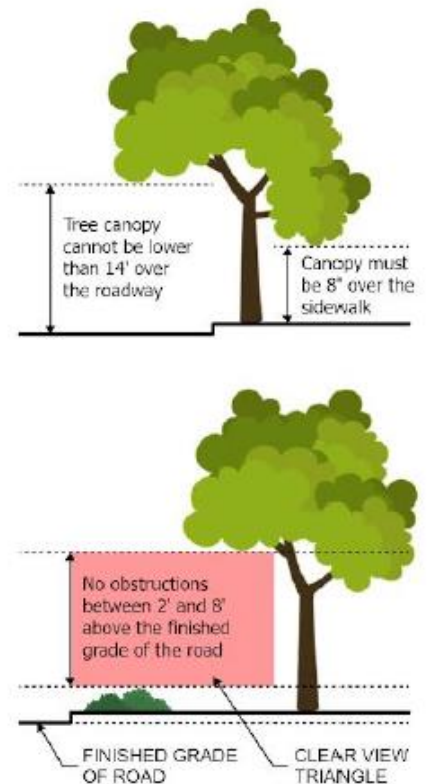 Tree canopy
cannot be lower
than 14' over
the roadway
Canopy must
be 8" over the
sidewalk
No obstructions
between 2' and 8'
above the finished
grade of the road
FINISHED GRADE
OF ROAD
CLEAR VIEW
TRIANGLE